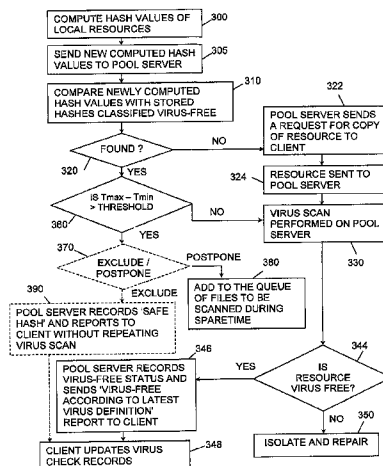 COMPUTE HASH VALUES OF
LOCAL RESOURCES
300
SEND NEW COMPUTED HASH
VALUES TO POOL SERVER
305
310
COMPARE NEWLY COMPUTED
HASH VALUES WITH STORED
HASHES CLASSIFIED VIRUS-FREE
322
POOL SERVER SENDS
A REQUEST FOR COPY
OF RESOURCE TO
CLIENT
FOUND ?
NO
320
YES
324
RESOURCE SENT TO
POOL SERVER
IS Tmax – Tmin
> THRESHOLD
NO
360
VIRUS SCAN
PERFORMED ON POOL
SERVER
330
YES
370
EXCLUDE /
POSTPONE
POSTPONE
380
ADD TO THE QUEUE
OF FILES TO BE
SCANNED DURING
SPARETIME
EXCLUDE
390
POOL SERVER RECORDS 'SAFE
HASH' AND REPORTS TO
CLIENT WITHOUT REPEATING
VIRUS SCAN
346
344
POOL SERVER RECORDS
VIRUS-FREE STATUS AND
SENDS 'VIRUS-FREE
ACCORDING TO LATEST
VIRUS DEFINITION'
REPORT TO CLIENT
YES
IS
RESOURCE
VIRUS FREE?
NO
350
ISOLATE AND REPAIR
348
CLIENT UPDATES VIRUS
CHECK RECORDS